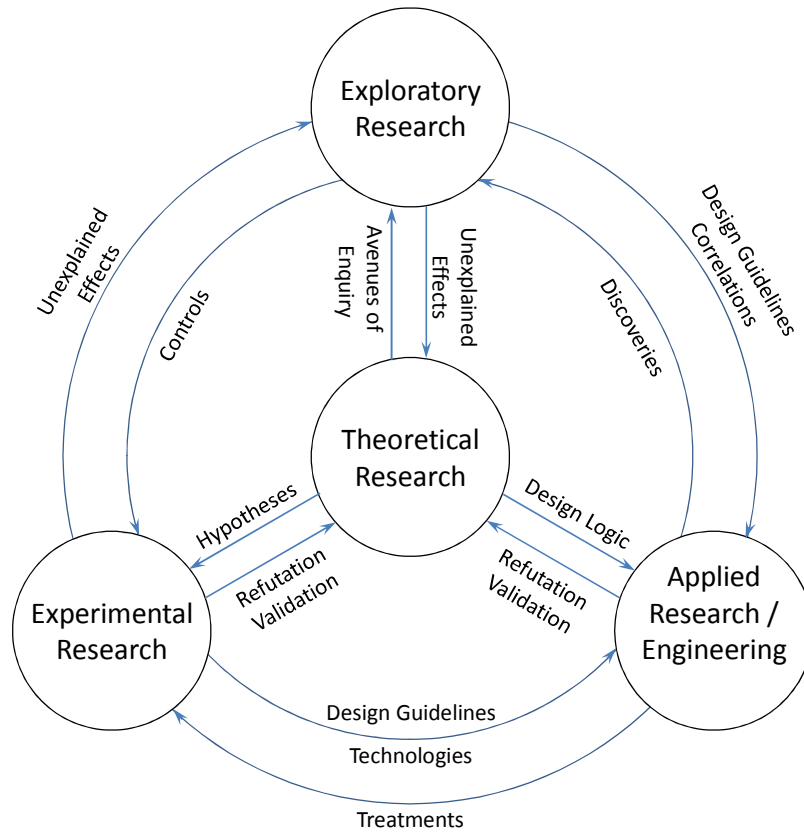 Exploratory
Research
Unexplained
Effects
Controls
Avenues of
Enquiry
Unexplained
Effects
Discoveries
Design Guidelines
Correlations
Theoretical
Research
Hypotheses
Refutation
Validation
Design Logic
Refutation
Validation
Experimental
Research
Applied
Research /
Engineering
Design Guidelines
Technologies
Treatments